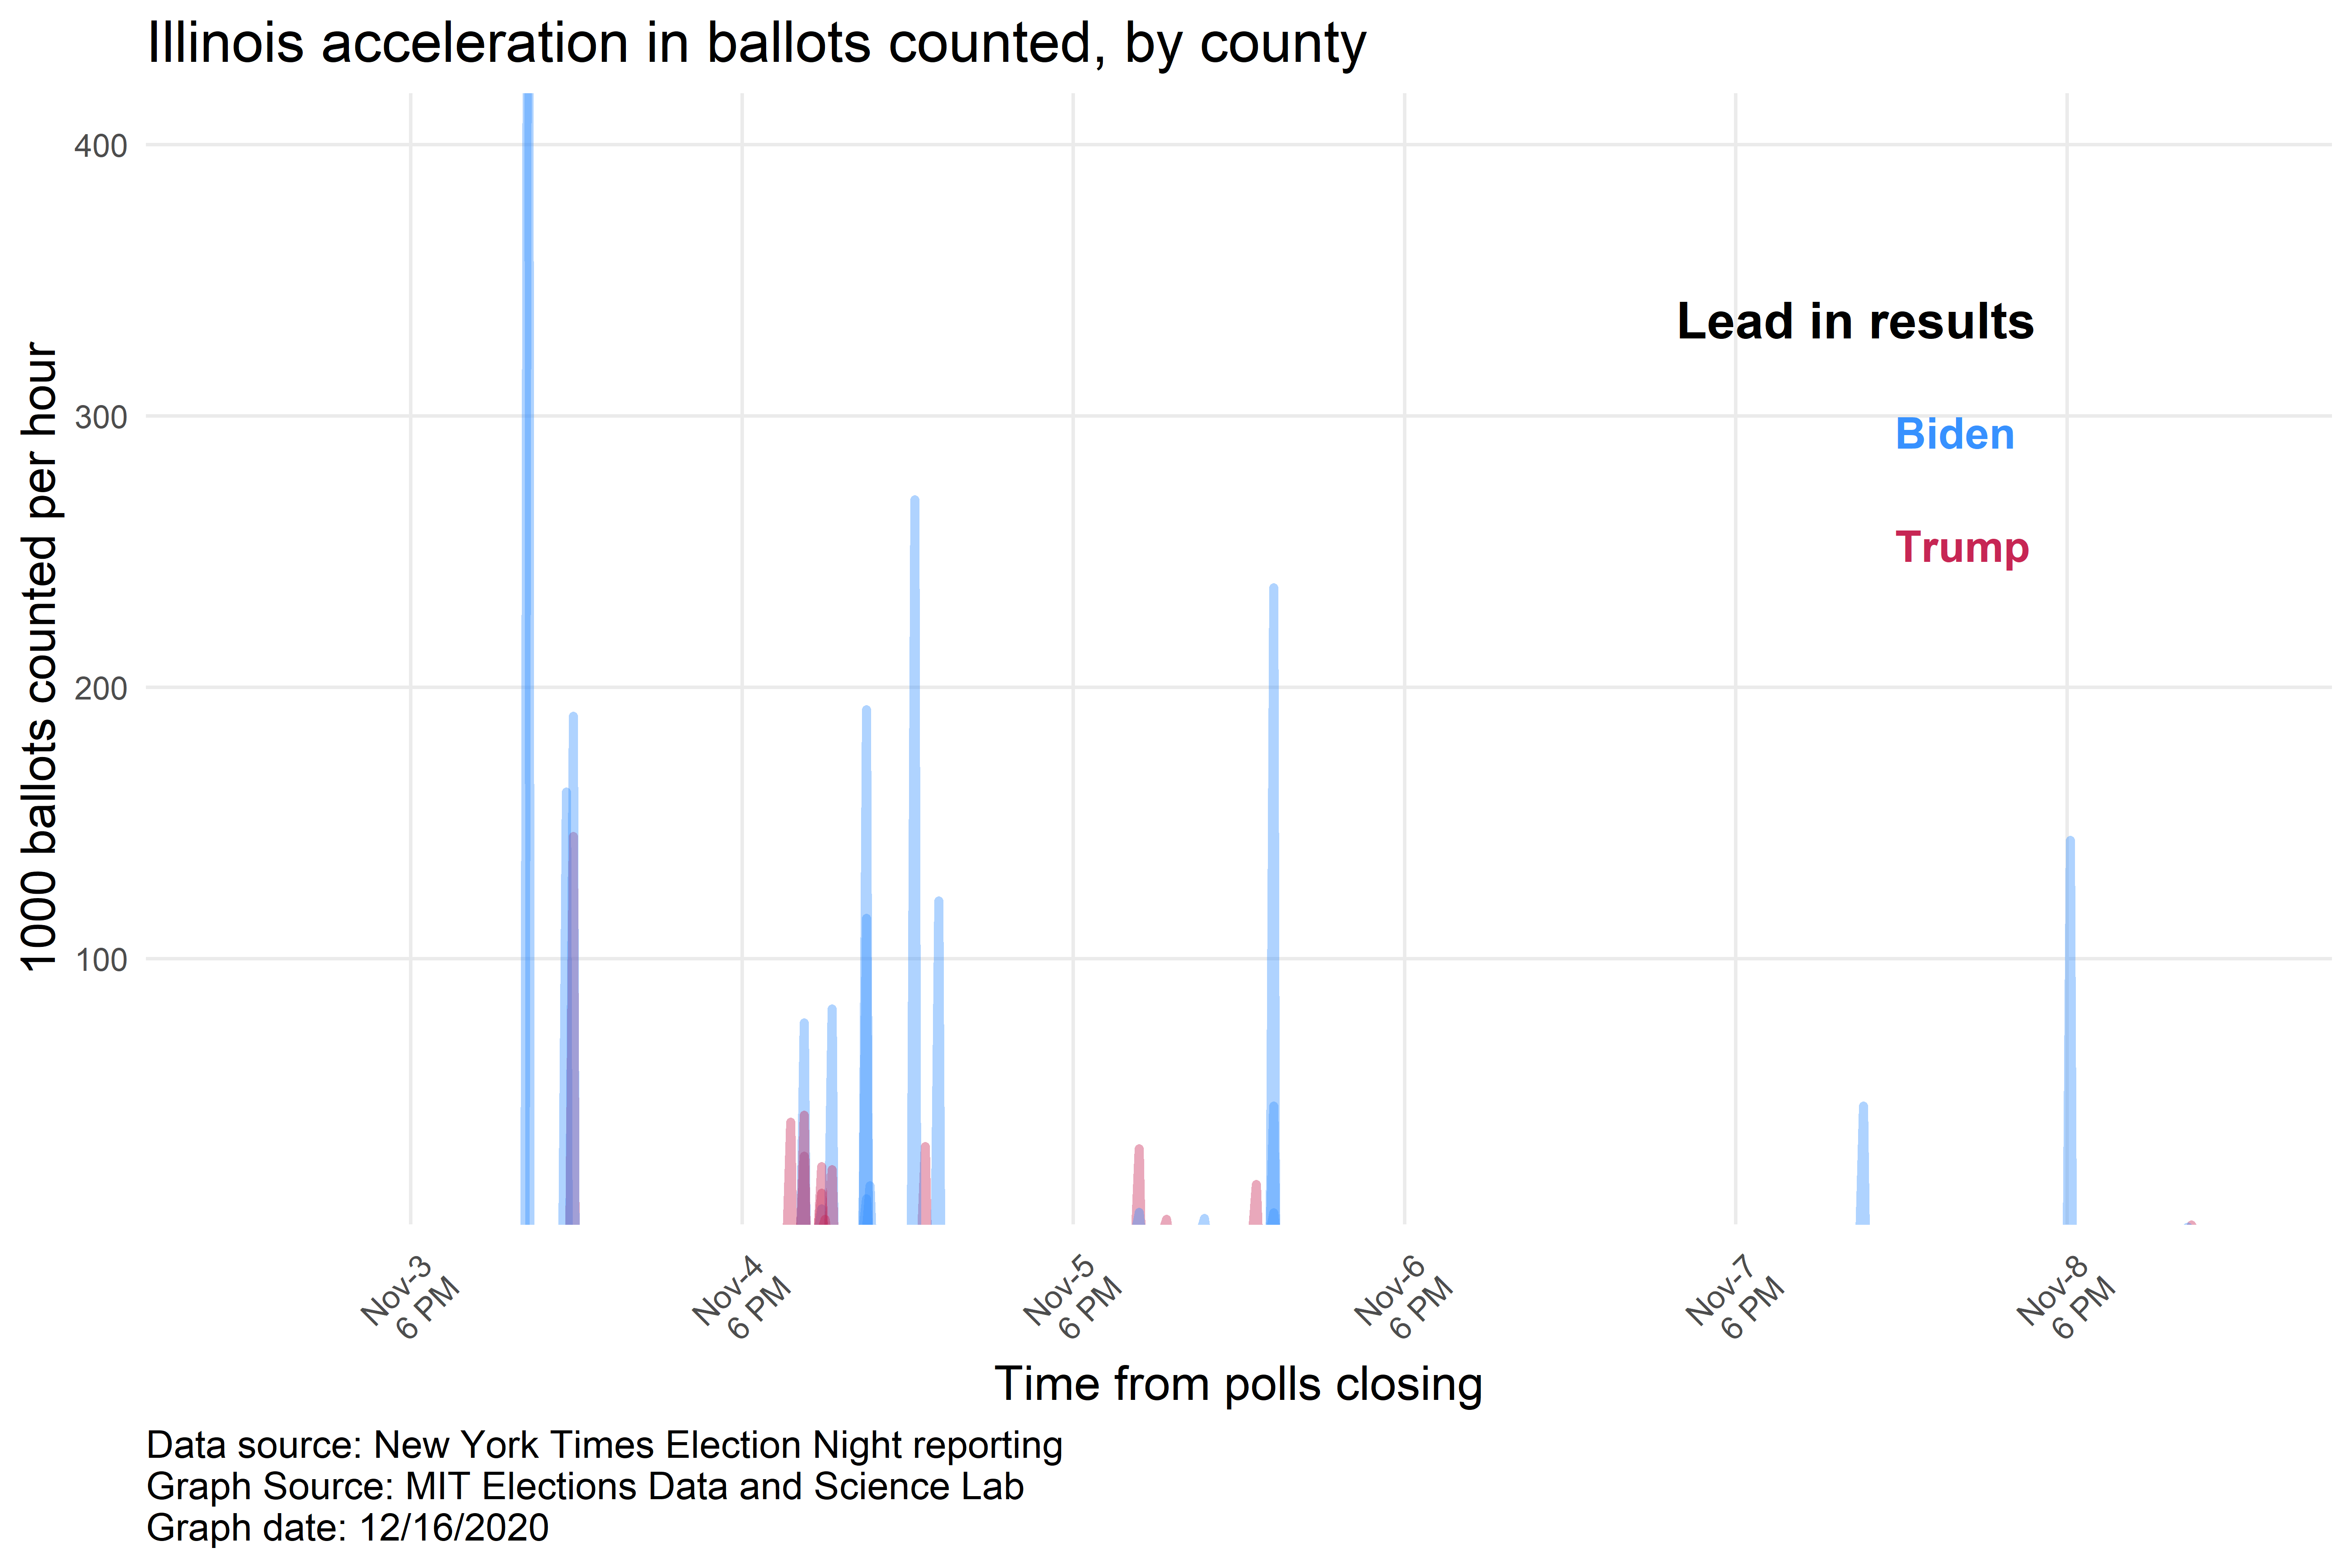 Illinois acceleration in ballots counted, by county
1000 ballots counted per hour
400
300
200
100
Lead in results
Biden
Trump
Nov-3
6 PM
Nov-4
6 PM
Nov-5
6 PM
Nov-6
6 PM
Nov-7
6 PM
Nov-8
6 PM
Time from polls closing
Data source: New York Times Election Night reporting
Graph Source: MIT Elections Data and Science Lab
Graph date: 12/16/2020